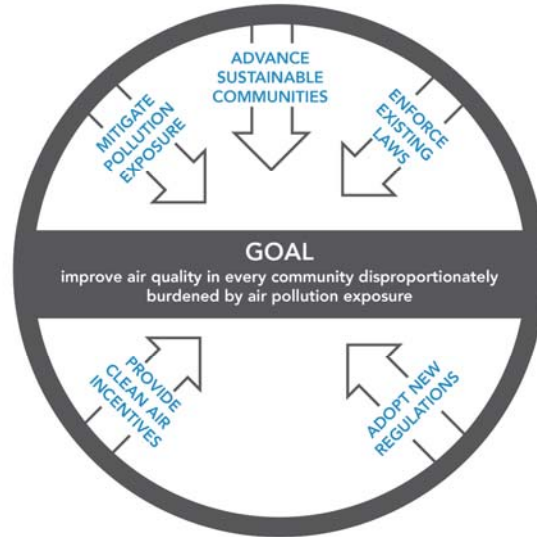 ADVANCE
SUSTAINABLE
COMMUNITIES
MITIGATE
POLLUTION
EXPOSURE
ENFORCE
EXISTING
LAWS
GOAL
improve air quality in every community disproportionately
burdened by air pollution exposure
PROVIDE
CLEAN AIR
INCENTIVES
ADOPT NEW
REGULATIONS